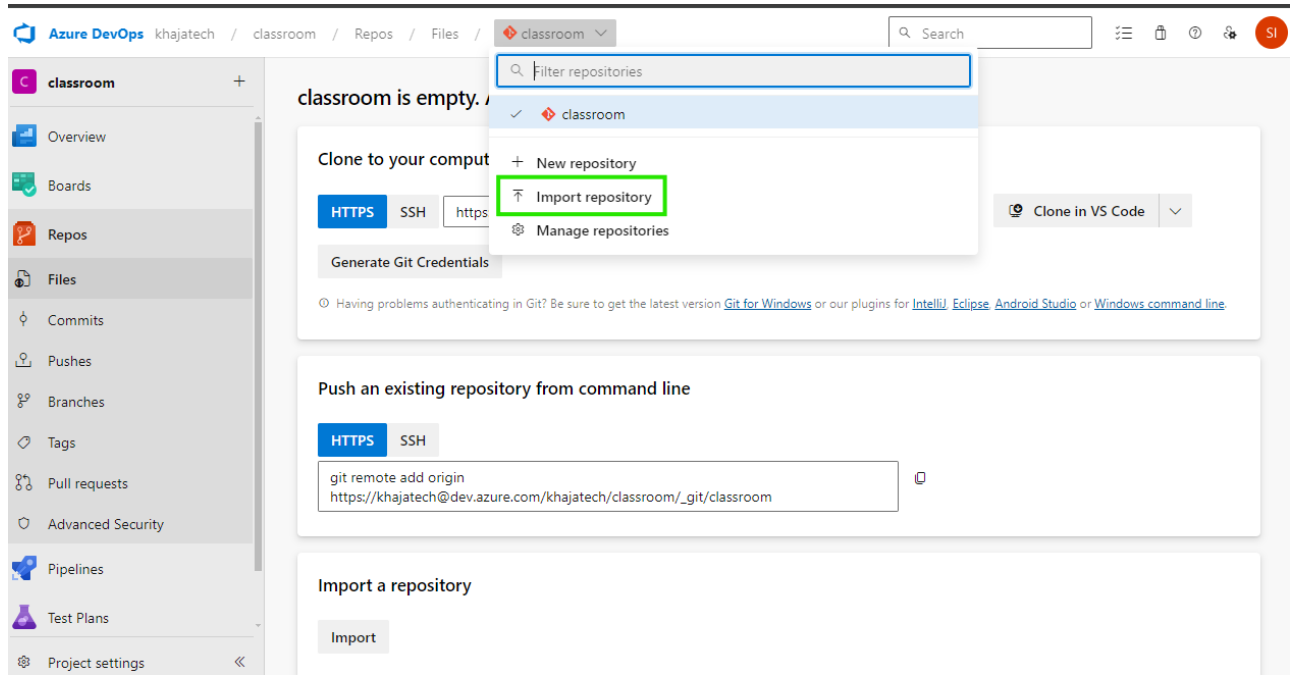 Azure DevOps khajatech / classroom / Repos / Files / classroom
Search
SI
C classroom
Overview
Boards
Repos
Files
Commits
Pushes
Branches
Tags
Pull requests
Advanced Security
Pipelines
Test Plans
Project settings
Filter repositories
classroom
New repository
Import repository
Manage repositories
classroom is empty.
Clone to your comput
HTTPS SSH https
Clone in VS Code
Generate Git Credentials
Having problems authenticating in Git? Be sure to get the latest version Git for Windows or our plugins for IntelliJ, Eclipse, Android Studio or Windows command line.
Push an existing repository from command line
HTTPS SSH
git remote add origin
https://khajatech@dev.azure.com/khajatech/classroom/_git/classroom
Import a repository
Import